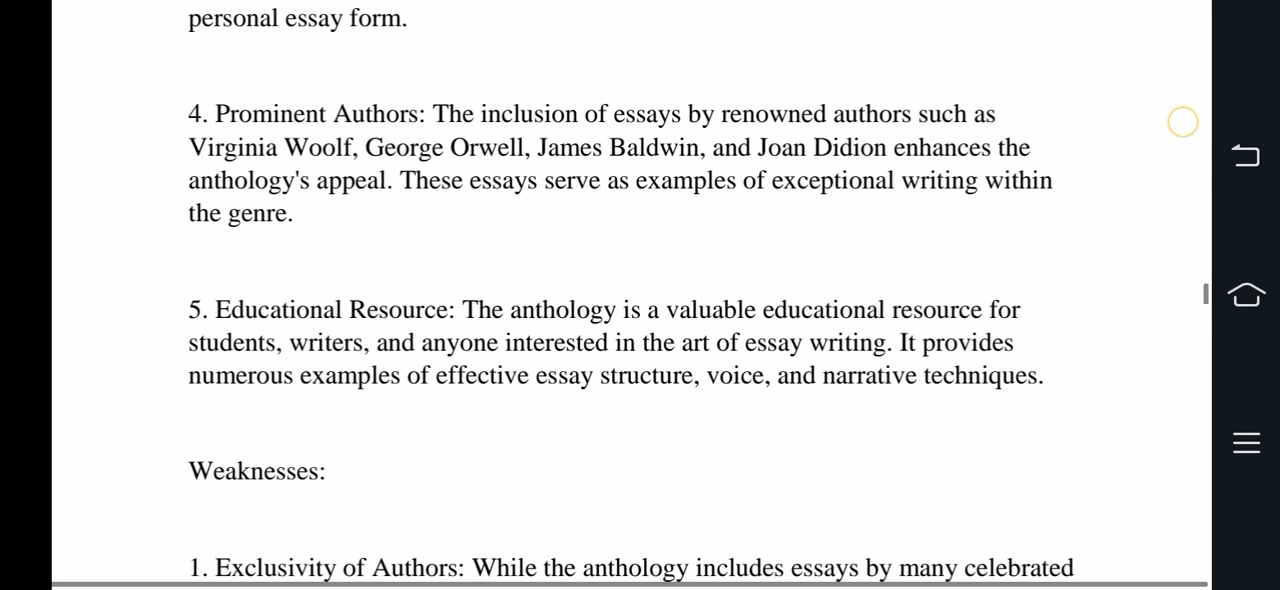 personal essay form.
4. Prominent Authors: The inclusion of essays by renowned authors such as
Virginia Woolf, George Orwell, James Baldwin, and Joan Didion enhances the
anthology's appeal. These essays serve as examples of exceptional writing within
the genre.
5. Educational Resource: The anthology is a valuable educational resource for
students, writers, and anyone interested in the art of essay writing. It provides
numerous examples of effective essay structure, voice, and narrative techniques.
Weaknesses:
1. Exclusivity of Authors: While the anthology includes essays by many celebrated